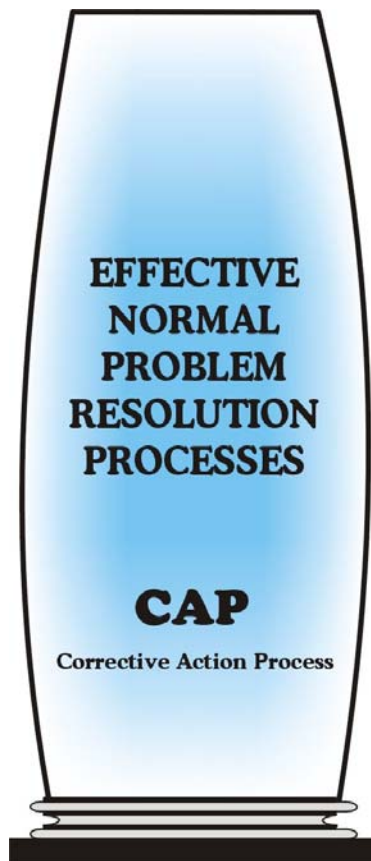 EFFECTIVE
NORMAL
PROBLEM
RESOLUTION
PROCESSES
CAP
Corrective Action Process